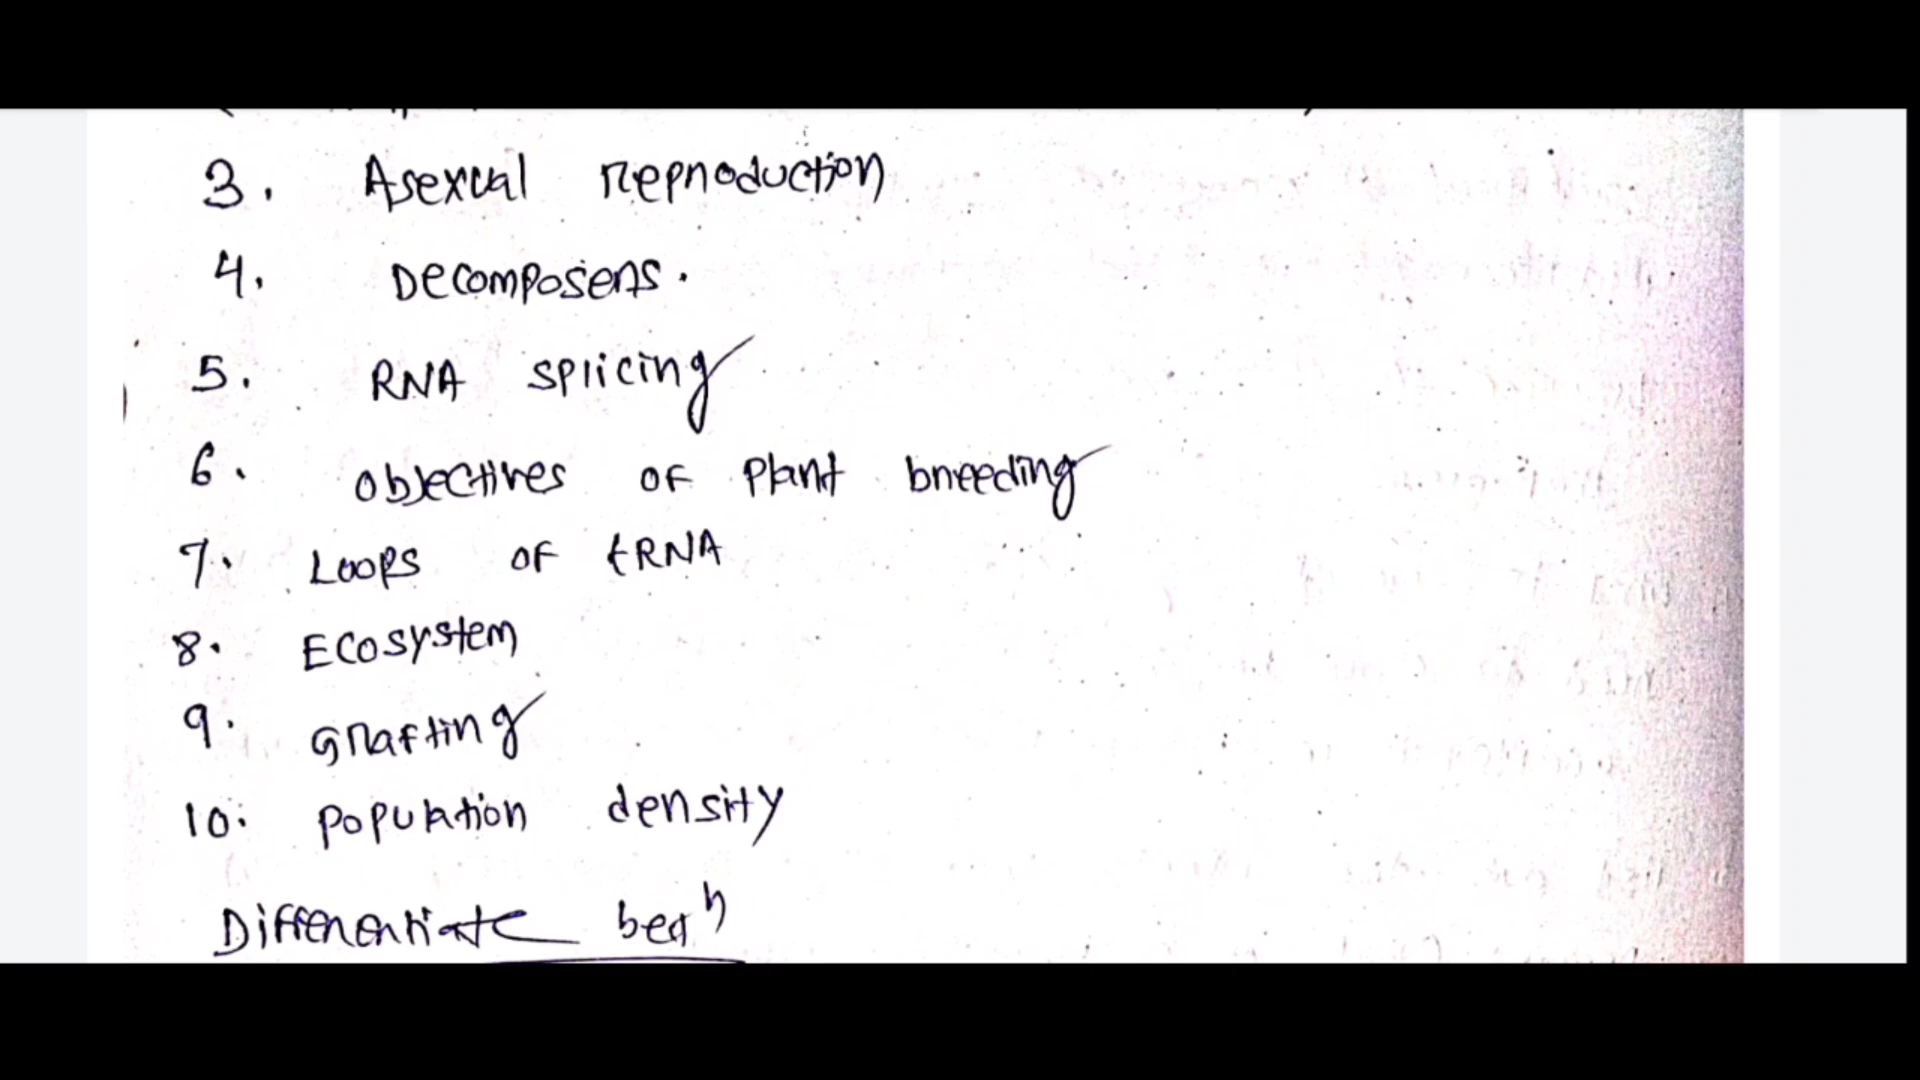 3. Asexual reproduction
4. Decomposers.
5. RNA splicing
6. Objectives of plant breeding
7. Loops of tRNA
8. Ecosystem
9. Grafting
10. Population density
Differentiate